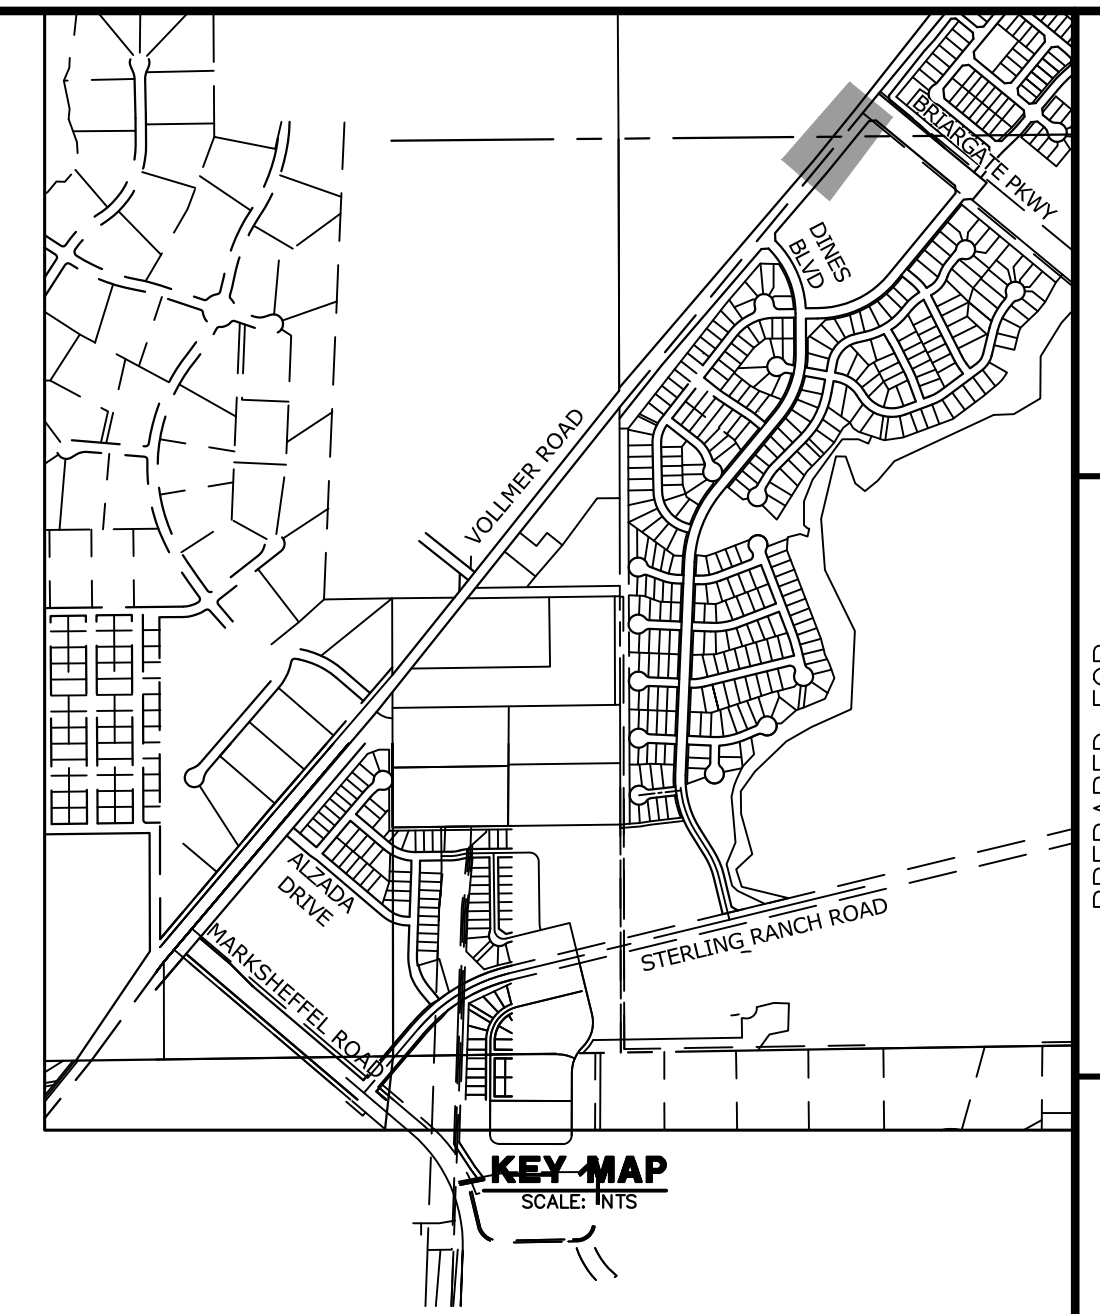 BRIARGATE PKWY
DINES
BLVD
VOLLMER ROAD
ALZADA
DRIVE
STERLING RANCH ROAD
MARKSHEFFEL ROAD
KEY MAP
SCALE: NTS